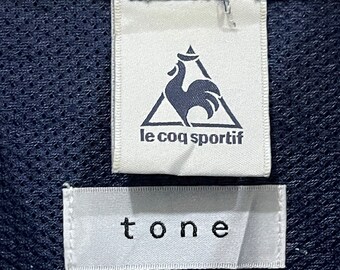 le coq sportif
tone